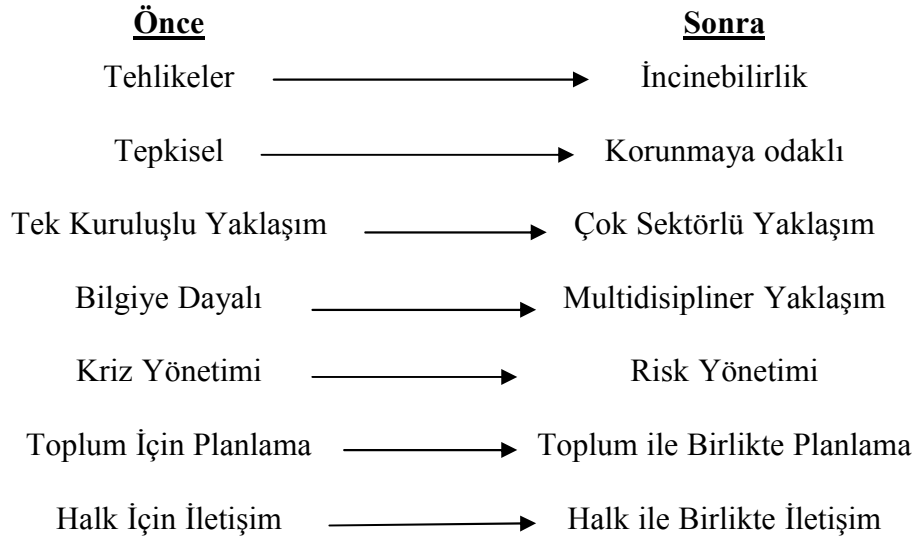 Önce Sonra
Tehlikeler İncinebilirlik
Tepkisel Korunmaya odaklı
Tek Kuruluşlu Yaklaşım Çok Sektörlü Yaklaşım
Bilgiye Dayalı Multidisipliner Yaklaşım
Kriz Yönetimi Risk Yönetimi
Toplum İçin Planlama Toplum ile Birlikte Planlama
Halk İçin İletişim Halk ile Birlikte İletişim